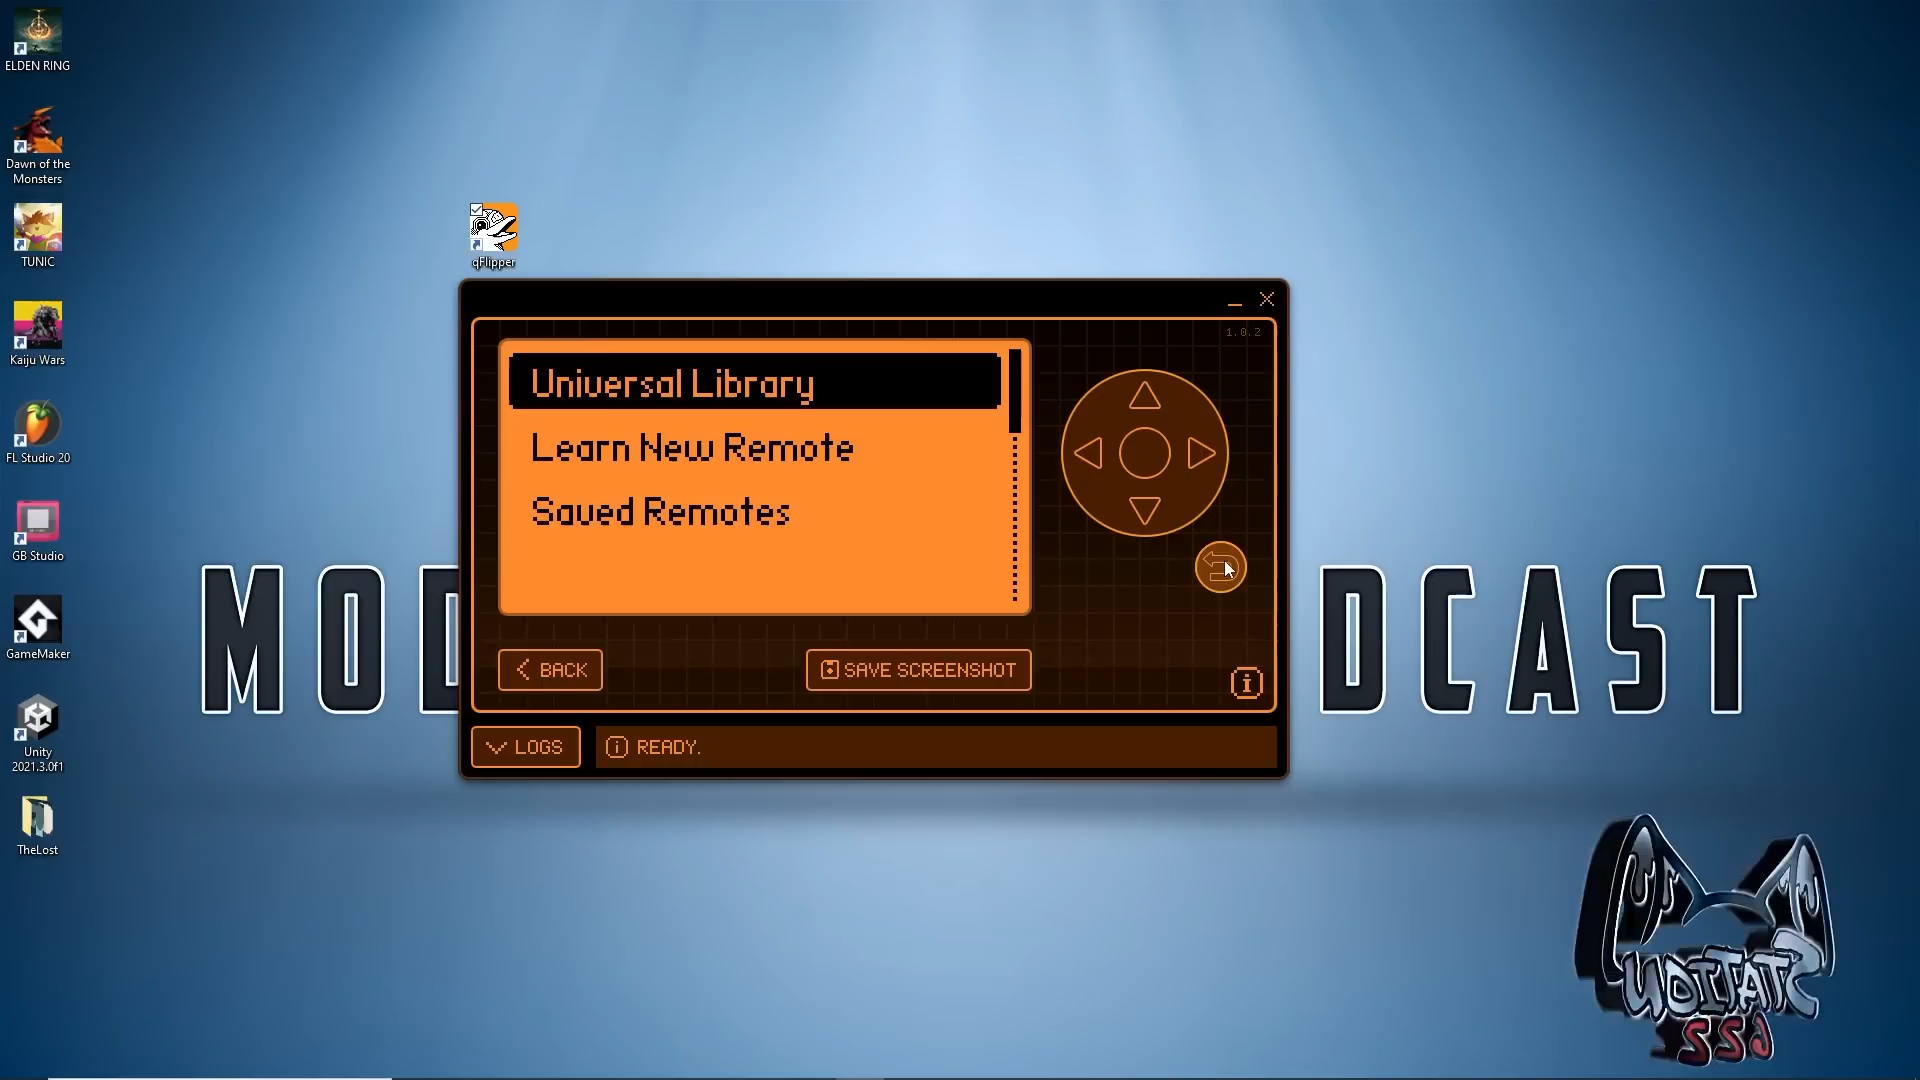 ELDEN RING
Dawn of the
Monsters
TUNIC
Kaiju Wars
FL Studio 20
GB Studio
GameMaker
Unity
2021.3.0f1
TheLost
qFlipper
1.0.2
Universal Library
Learn New Remote
Saved Remotes
BACK
SAVE SCREENSHOT
LOGS
READY.
MOD
DCAST
STATION